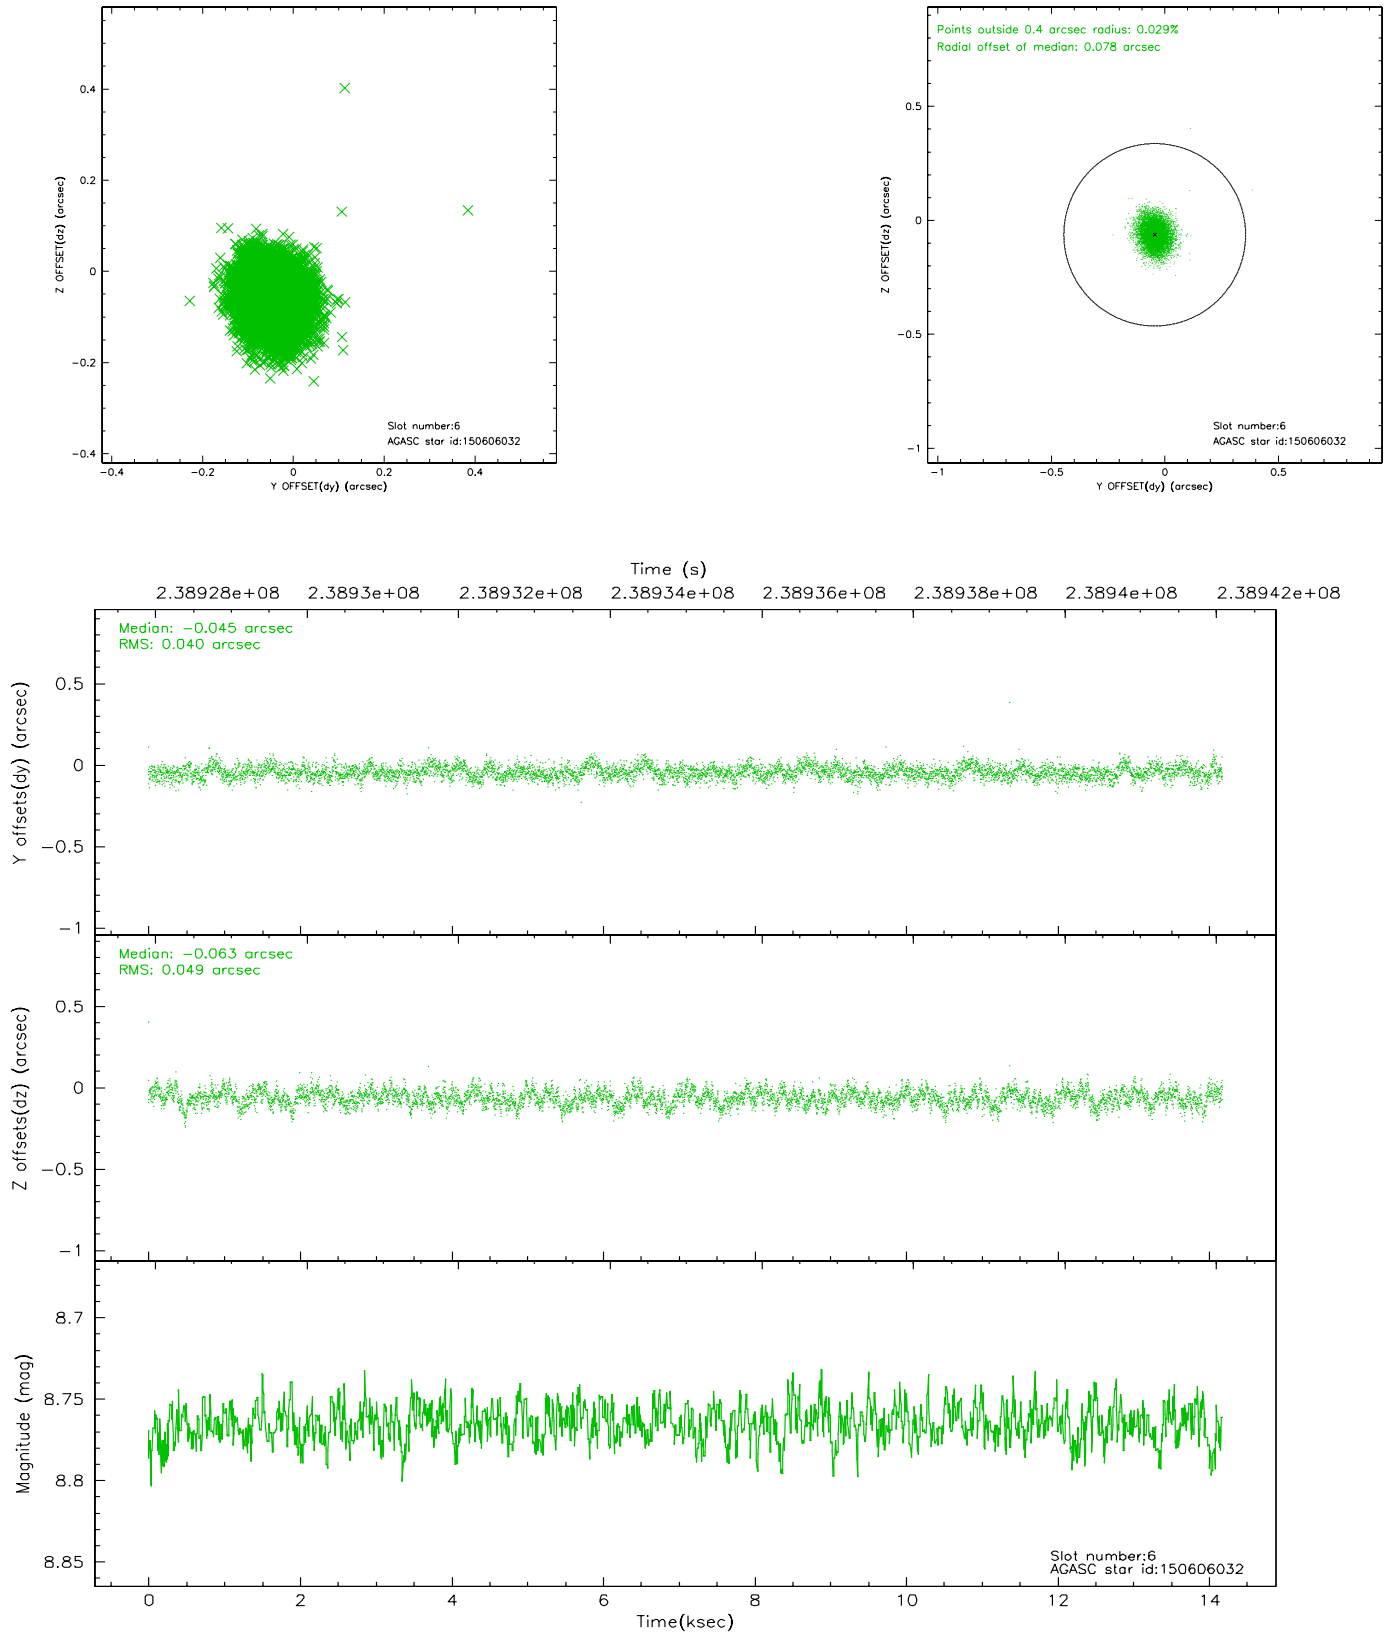 0.4
0.2
0
−0.2
−0.4
Z OFFSET(dz) (arcsec)
Slot number:6
AGASC star id:150606032
−0.4 −0.2 0 0.2 0.4
Y OFFSET(dy) (arcsec)
Points outside 0.4 arcsec radius: 0.029%
Radial offset of median: 0.078 arcsec
0.5
0
−0.5
−1
Z OFFSET(dz) (arcsec)
Slot number:6
AGASC star id:150606032
−1 −0.5 0 0.5
Y OFFSET(dy) (arcsec)
Time (s)
2.38928e+08 2.3893e+08 2.38932e+08 2.38934e+08 2.38936e+08 2.38938e+08 2.3894e+08 2.38942e+08
Median: −0.045 arcsec
RMS: 0.040 arcsec
0.5
0
−0.5
−1
Y offsets(dy) (arcsec)
Median: −0.063 arcsec
RMS: 0.049 arcsec
0.5
0
−0.5
−1
Z offsets(dz) (arcsec)
8.7
8.75
8.8
8.85
Magnitude (mag)
Slot number:6
AGASC star id:150606032
0 2 4 6 8 10 12 14
Time(ksec)